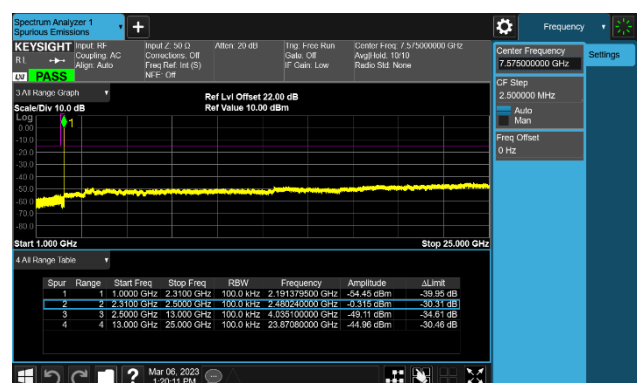 Spectrum Analyzer 1
Spurious Emissions
Frequency
KEYSIGHT
Input: RF
Input Z: 50 Ω
Atten: 20 dB
Trig: Free Run
Center Freq: 7.575000000 GHz
Coupling: AC
Corrections: Off
Gate: Off
Avg|Hold: 10/10
Align: Auto
Freq Ref: Int (S)
IF Gain: Low
Radio Std: None
NFE: Off
PASS
Center Frequency
7.575000000 GHz
Settings
CF Step
2.500000 MHz
Auto
Man
Freq Offset
0 Hz
3 All Range Graph
Ref Lvl Offset 22.00 dB
Scale/Div 10.0 dB
Ref Value 10.00 dBm
Log
1
0.00
-10.0
-20.0
-30.0
-40.0
-50.0
-60.0
-70.0
-80.0
Start 1.000 GHz
Stop 25.000 GHz
4 All Range Table
Spur Range Start Freq Stop Freq RBW Frequency Amplitude ΔLimit
1 1 1.0000 GHz 2.3100 GHz 100.0 kHz 2.191379500 GHz -54.45 dBm -39.95 dB
2 2 2.3100 GHz 2.5000 GHz 100.0 kHz 2.480240000 GHz -0.315 dBm -30.31 dB
3 3 2.5000 GHz 13.000 GHz 100.0 kHz 4.035100000 GHz -49.11 dBm -34.61 dB
4 4 13.000 GHz 25.000 GHz 100.0 kHz 23.87080000 GHz -44.96 dBm -30.46 dB
?
Mar 06, 2023
1:20:11 PM